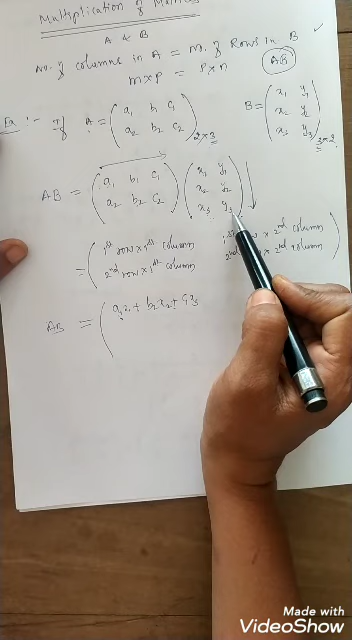 Multiplication of Matrices
A & B
No. of columns in A = No. of Rows in B ✓
m×p = p×n AB
Ex :- If A = ( a₁ b₁ c₁ B = ( x₁ y₁
a₂ b₂ c₂ )2×3 x₂ y₂
x₃ y₃ )3×2
AB = ( a₁ b₁ c₁ ( x₁ y₁
a₂ b₂ c₂ ) x₂ y₂
x₃ y₃ )
= ( 1st row × 1st column 1st row × 2nd column
2nd row × 1st column 2nd × 2nd column )
AB = ( a₁x₁ + b₁x₂ + c₁x₃
Made with
VideoShow